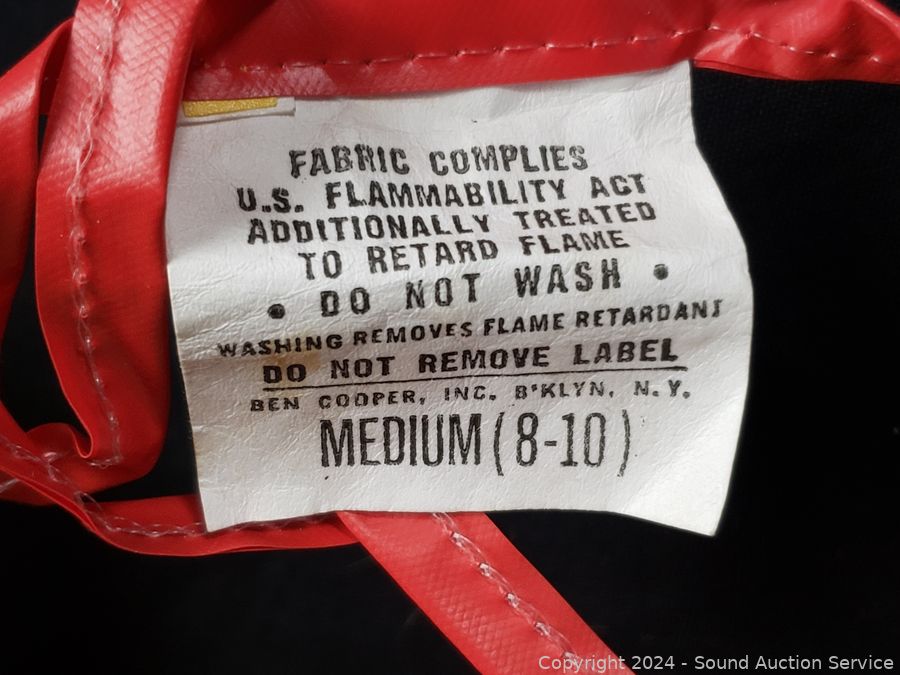 FABRIC COMPLIES
U.S. FLAMMABILITY ACT
ADDITIONALLY TREATED
TO RETARD FLAME
• DO NOT WASH •
WASHING REMOVES FLAME RETARDANT
DO NOT REMOVE LABEL
BEN COOPER, INC. B'KLYN, N.Y.
MEDIUM (8-10)
Copyright 2024 - Sound Auction Service